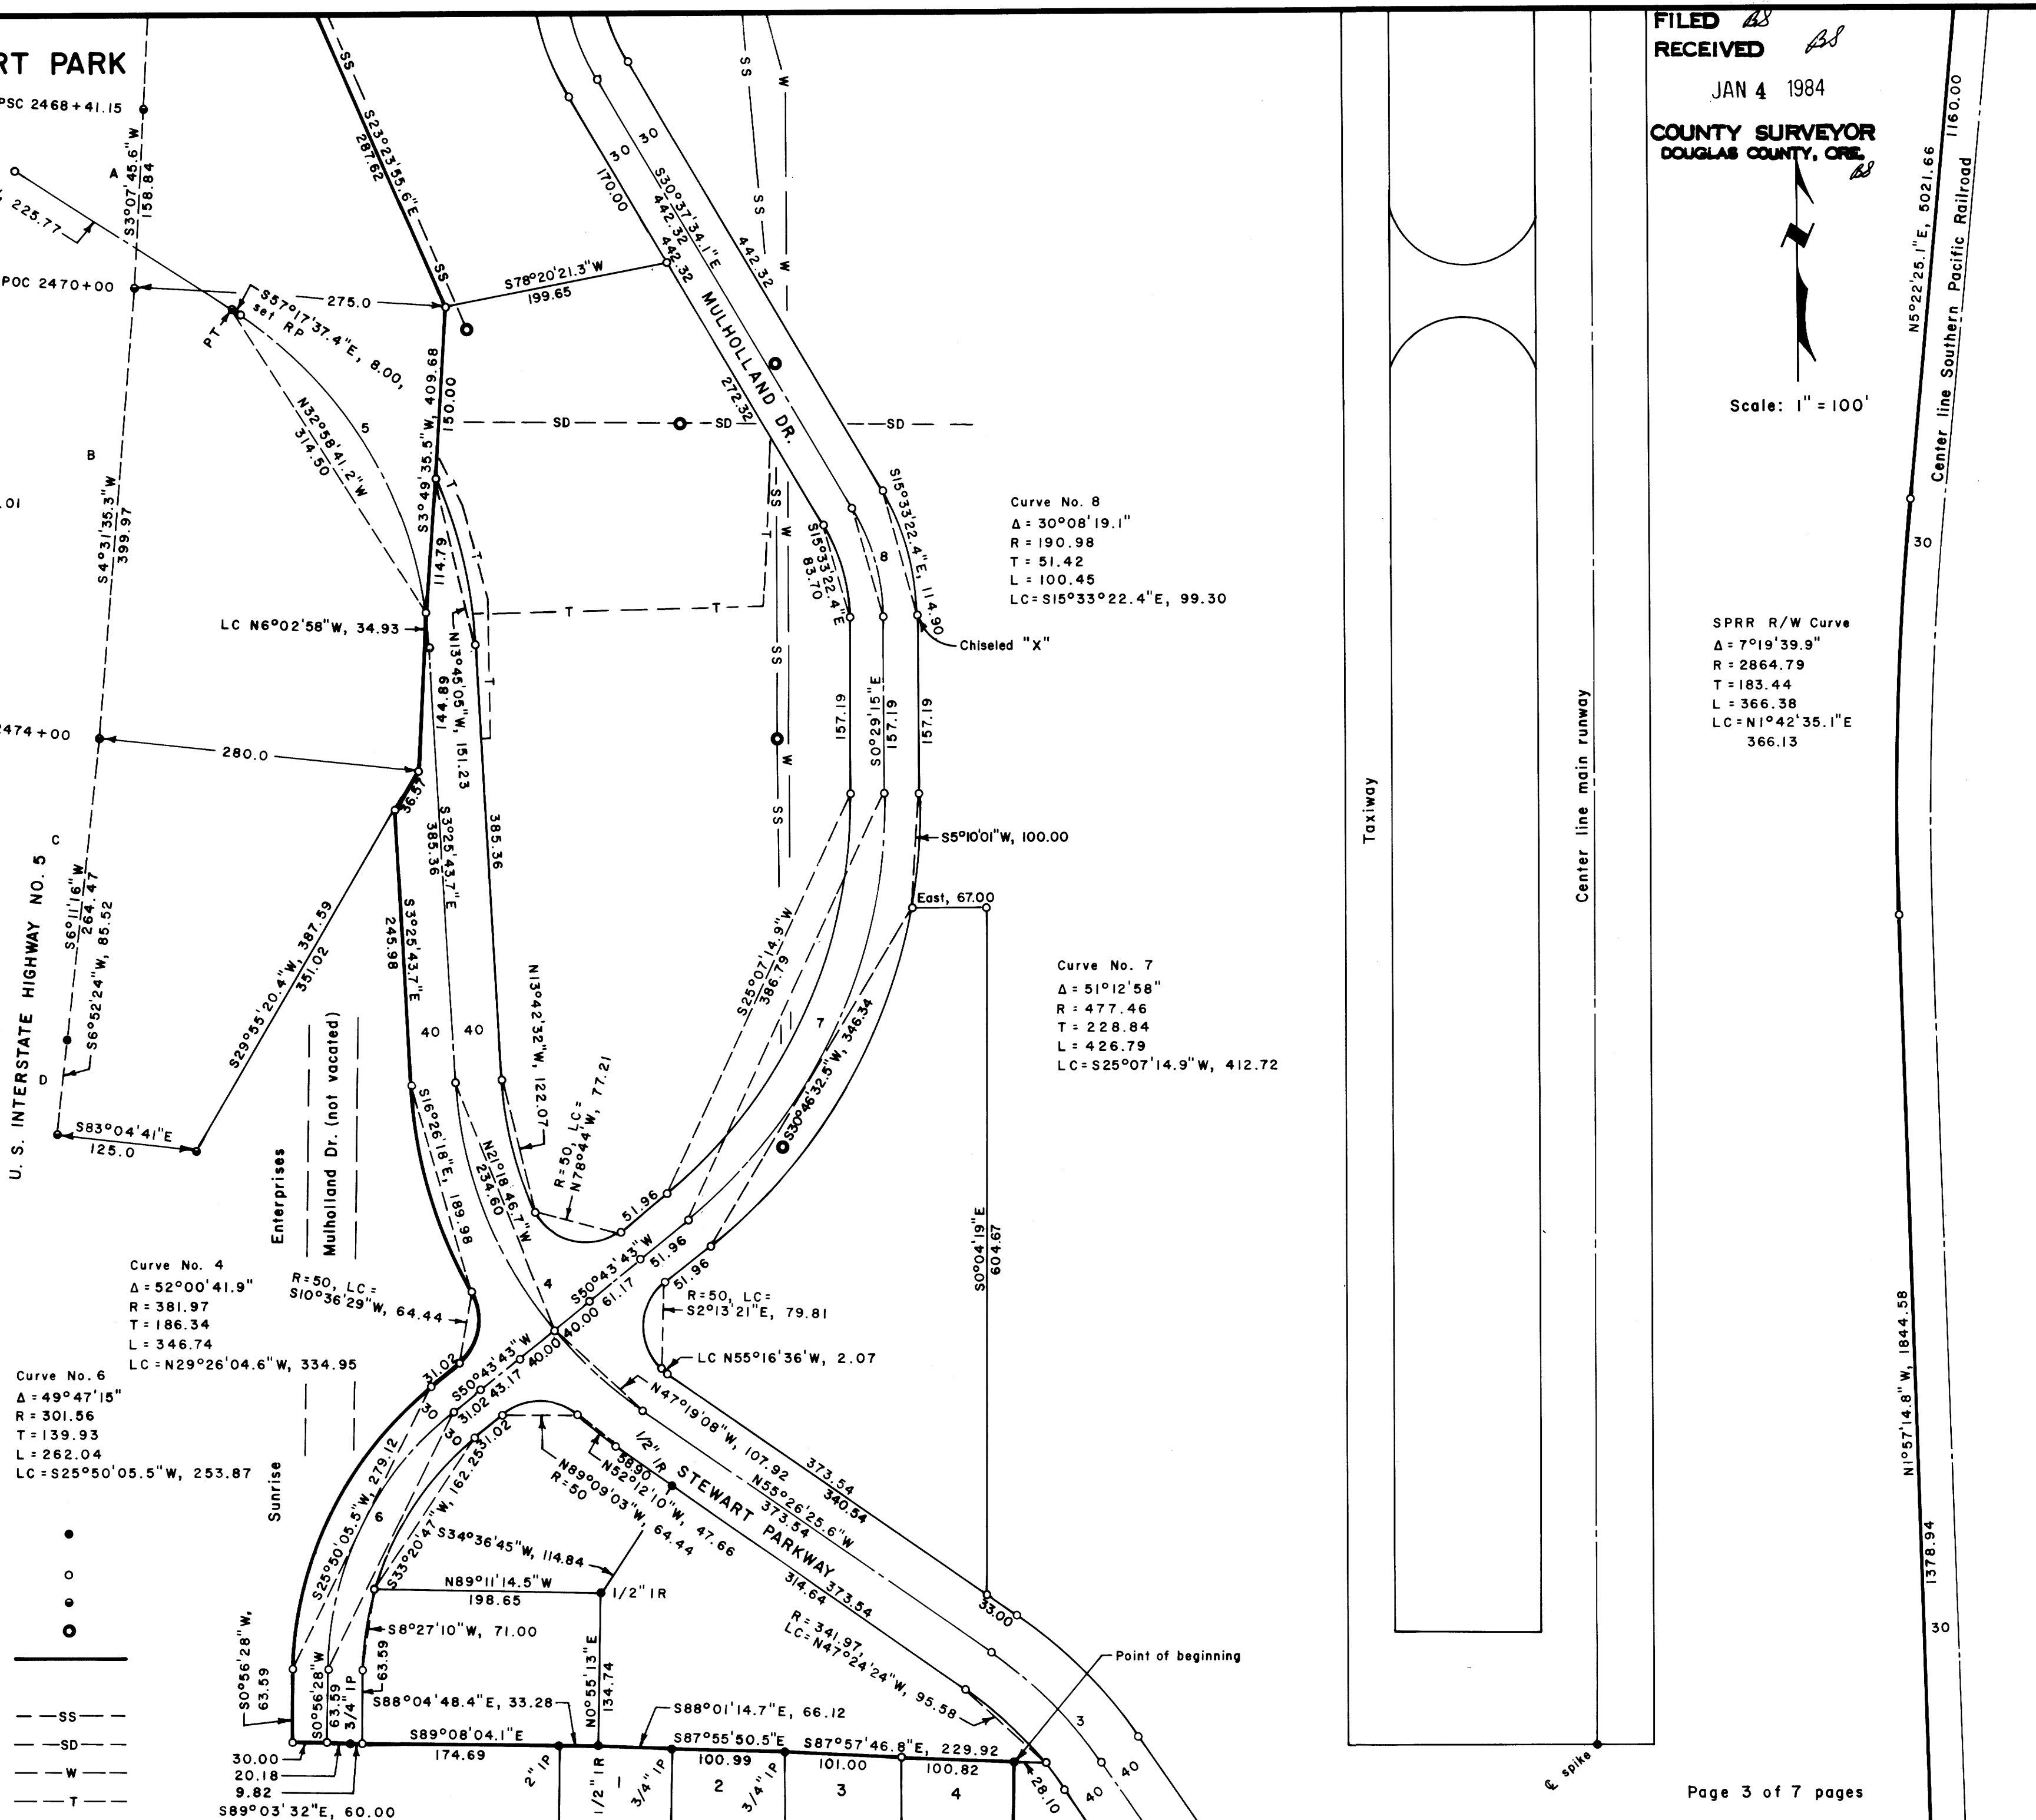 RT PARK
PSC 2468+41.15
A
S3°07'45.6"W
158.84
225.77
POC 2470+00
275.0
PT
S57°17'37.4"E, 8.00,
set RP
N32°58'41.2"W
314.50
5
B
.01
S4°31'35.3"W
399.97
LC N6°02'58"W, 34.93
2474+00
280.0
C
S6°11'16"W
264.47
S6°52'24"W, 85.52
D
U. S. INTERSTATE HIGHWAY NO. 5
S83°04'41"E
125.0
S29°55'20.4"W, 387.59
351.02
36.57
SS
S23°23'55.6"E
287.62
SS
S78°20'21.3"W
199.65
S3°49'35.5"W, 409.68
150.00
114.79
144.89
N13°45'05"W, 151.23
T
T
T
T
T
T
SD
SD
SD
SS
SS
SS
SS
SS
SS
W
W
W
W
30
30
170.00
S30°37'34.1"E
442.32
442.32
442.32
MULHOLLAND DR.
272.32
S15°33'22.4"E
83.70
8
S15°33'22.4"E, 114.90
Chiseled "X"
157.19
S0°29'15"E
157.19
157.19
S5°10'01"W, 100.00
East, 67.00
Curve No. 8
Δ = 30°08'19.1"
R = 190.98
T = 51.42
L = 100.45
LC=S15°33°22.4"E, 99.30
Curve No. 7
Δ = 51°12'58"
R = 477.46
T = 228.84
L = 426.79
LC=S25°07'14.9"W, 412.72
S3°25'43.7"E
385.36
385.36
S3°25'43.7"E
245.98
40
40
N13°42'32"W, 122.07
R=50, LC=
N78°44'W, 77.21
S25°07'14.9"W
386.79
7
S30°46'32.5"W, 346.34
S16°26'18"E, 189.98
N21°18'46.7"W
234.60
4
51.96
S50°43'43"W
51.96
61.17
51.96
40.00
40.00
R=50, LC=
S2°13'21"E, 79.81
LC N55°16'36'W, 2.07
S0°04'19"E
604.67
Enterprises
Mulholland Dr. (not vacated)
Sunrise
Curve No. 4
Δ = 52°00'41.9"
R = 381.97
T = 186.34
L = 346.74
LC=N29°26'04.6"W, 334.95
R=50, LC=
S10°36'29"W, 64.44
Curve No. 6
Δ = 49°47'15"
R = 301.56
T = 139.93
L = 262.04
LC=S25°50'05.5"W, 253.87
31.02
30
S50°43'43"W
31.02
43.17
30
31.02
S25°50'05.5"W, 279.12
6
S33°20'47"W, 162.25
N47°19'08"W, 107.92
1/2" IR
58.90
N52°12'10"W, 47.66
N89°09'03"W, 64.44
R=50
STEWART PARKWAY
373.54
340.54
N55°26'25.6"W
373.54
373.54
314.64
33.00
S34°36'45"W, 114.84
N89°11'14.5"W
198.65
1/2" IR
S8°27'10"W, 71.00
R=341.97,
LC=N47°24'24"W, 95.58
Point of beginning
S0°56'28"W,
63.59
S0°56'28"W
63.59
3/4" IP
63.59
N0°55'13"E
134.74
S88°04'48.4"E, 33.28
S88°01'14.7"E, 66.12
S89°08'04.1"E
174.69
S87°55'50.5"E
100.99
S87°57'46.8"E, 229.92
101.00
100.82
30.00
20.18
9.82
S89°03'32"E, 60.00
2" IP
1/2" IR
1
3/4" IP
2
3/4" IP
3
4
28.10
3
40
40
SS
SD
W
T
Taxiway
Center line main runway
℄ spike
FILED BS
RECEIVED BS
JAN 4 1984
COUNTY SURVEYOR
DOUGLAS COUNTY, ORE.
BS
Scale: 1" = 100'
SPRR R/W Curve
Δ = 7°19'39.9"
R = 2864.79
T = 183.44
L = 366.38
LC=N1°42'35.1"E
366.13
N5°22'25.1"E, 5021.66
1160.00
Center line Southern Pacific Railroad
30
N1°57'14.8"W, 1844.58
1378.94
30
Page 3 of 7 pages